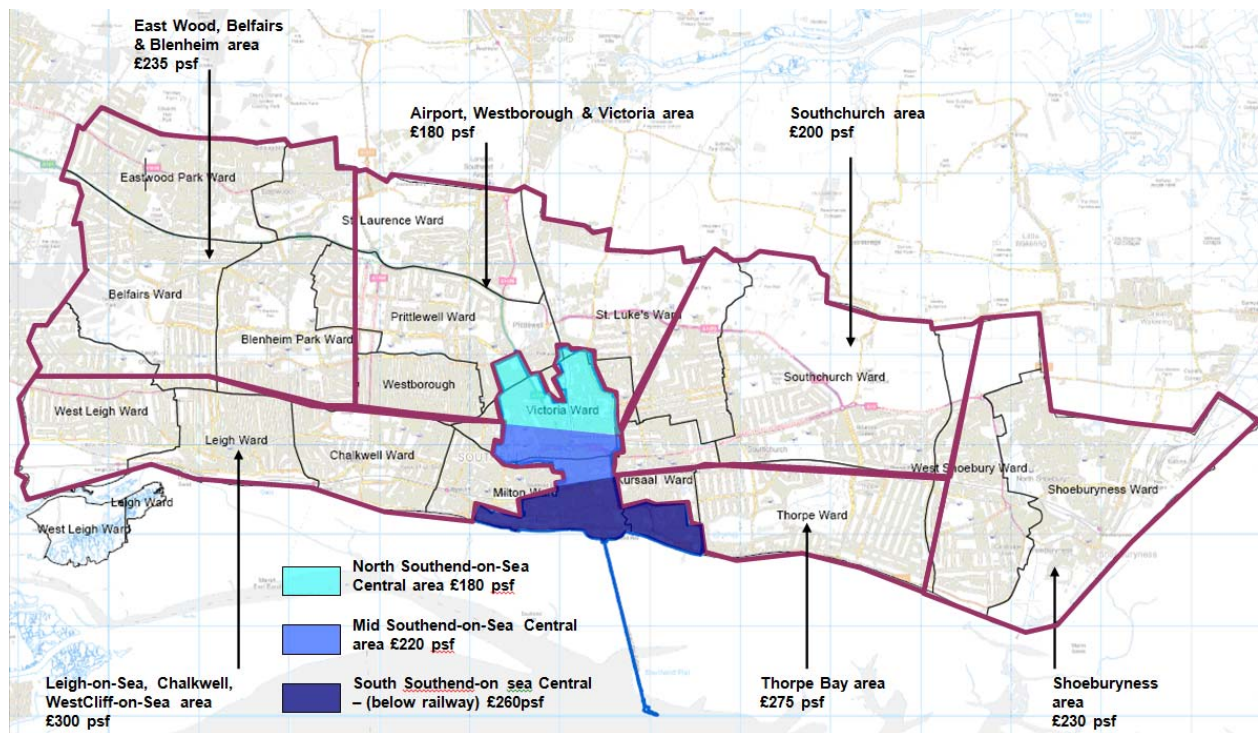 East Wood, Belfairs
& Blenheim area
£235 psf
Airport, Westborough & Victoria area
£180 psf
Southchurch area
£200 psf
Eastwood Park Ward
St. Laurence Ward
Belfairs Ward
Prittlewell Ward
St. Luke's Ward
Blenheim Park Ward
Westborough
Southchurch Ward
West Leigh Ward
Victoria Ward
Leigh Ward
Chalkwell Ward
West Shoebury Ward
Milton Ward
Kursaal Ward
Shoeburyness Ward
Leigh Ward
Thorpe Ward
West Leigh Ward
North Southend-on-Sea
Central area £180 psf
Mid Southend-on-Sea Central
area £220 psf
South Southend-on sea Central
– (below railway) £260psf
Leigh-on-Sea, Chalkwell,
WestCliff-on-Sea area
£300 psf
Thorpe Bay area
£275 psf
Shoeburyness
area
£230 psf